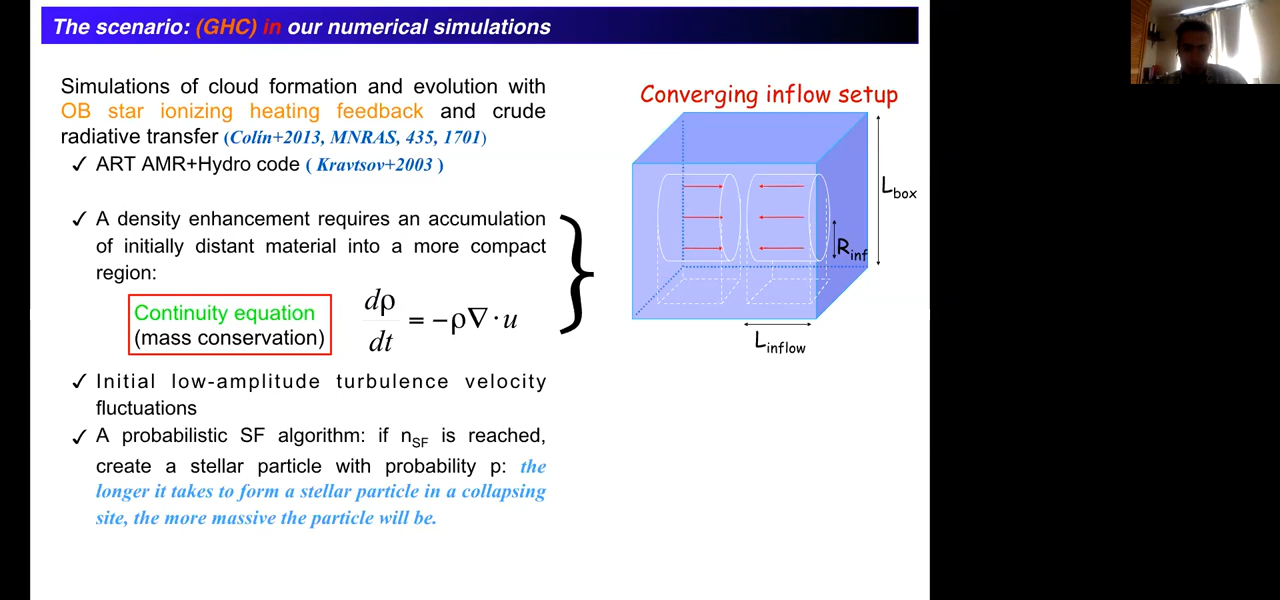 The scenario: (GHC) in our numerical simulations
Simulations of cloud formation and evolution with
OB star ionizing heating feedback and crude
radiative transfer (Colín+2013, MNRAS, 435, 1701)
✓ ART AMR+Hydro code ( Kravtsov+2003 )
✓ A density enhancement requires an accumulation
of initially distant material into a more compact
region:
Continuity equation
(mass conservation)
dρ/dt = −ρ∇·u
✓ Initial low-amplitude turbulence velocity
fluctuations
✓ A probabilistic SF algorithm: if nSF is reached,
create a stellar particle with probability p: the
longer it takes to form a stellar particle in a collapsing
site, the more massive the particle will be.
Converging inflow setup
Lbox
Rinf
Linflow